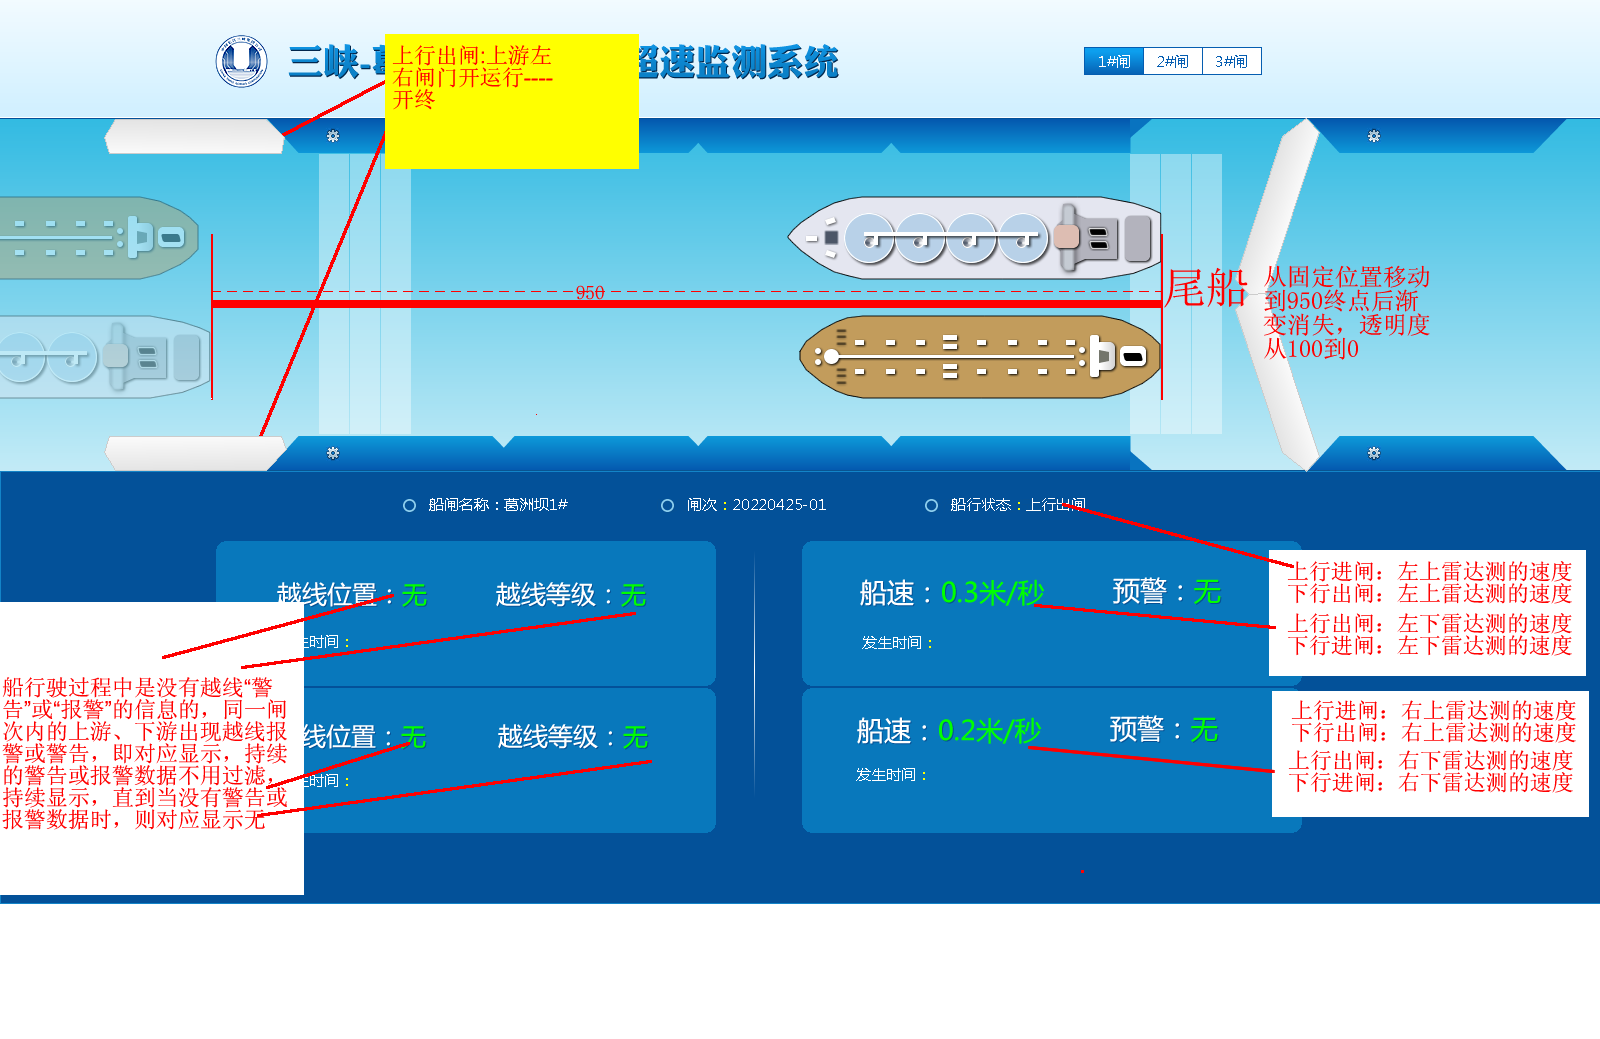 三峡-葛
超速监测系统
上行出闸:上游左
右闸门开运行----
开终
1#闸
2#闸
3#闸
950
尾船
从固定位置移动
到950终点后渐
变消失，透明度
从100到0
船闸名称：葛洲坝1#
闸次：20220425-01
船行状态：上行出闸
越线位置：无
越线等级：无
生时间：
船速：0.3米/秒
预警：无
发生时间：
上行进闸：左上雷达测的速度
下行出闸：左上雷达测的速度
上行出闸：左下雷达测的速度
下行进闸：左下雷达测的速度
船行驶过程中是没有越线“警
告”或“报警”的信息的，同一闸
次内的上游、下游出现越线报
警或警告，即对应显示，持续
的警告或报警数据不用过滤，
持续显示，直到当没有警告或
报警数据时，则对应显示无
线位置：无
越线等级：无
生时间：
船速：0.2米/秒
预警：无
发生时间：
上行进闸：右上雷达测的速度
下行出闸：右上雷达测的速度
上行出闸：右下雷达测的速度
下行进闸：右下雷达测的速度